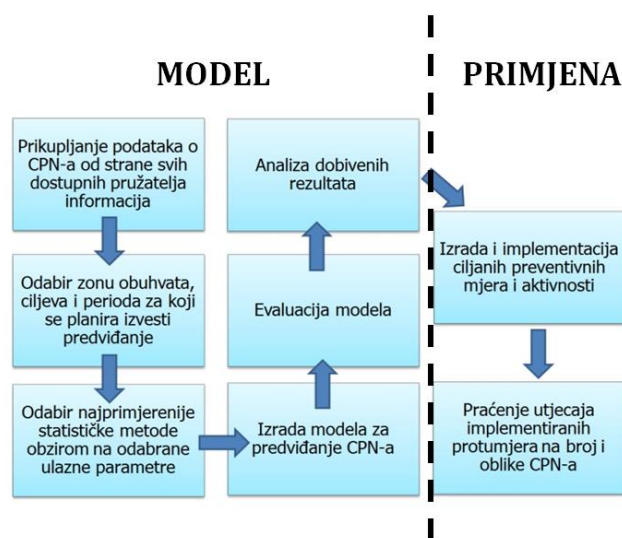 MODEL
PRIMJENA
Prikupljanje podataka o
CPN-a od strane svih
dostupnih pružatelja
informacija
Odabir zonu obuhvata,
ciljeva i perioda za koji
se planira izvesti
predviđanje
Odabir najprimjerenije
statističke metode
obzirom na odabrane
ulazne parametre
Izrada modela za
predviđanje CPN-a
Evaluacija modela
Analiza dobivenih
rezultata
Izrada i implementacija
ciljanih preventivnih
mjera i aktivnosti
Praćenje utjecaja
implementiranih
protumjera na broj i
oblike CPN-a